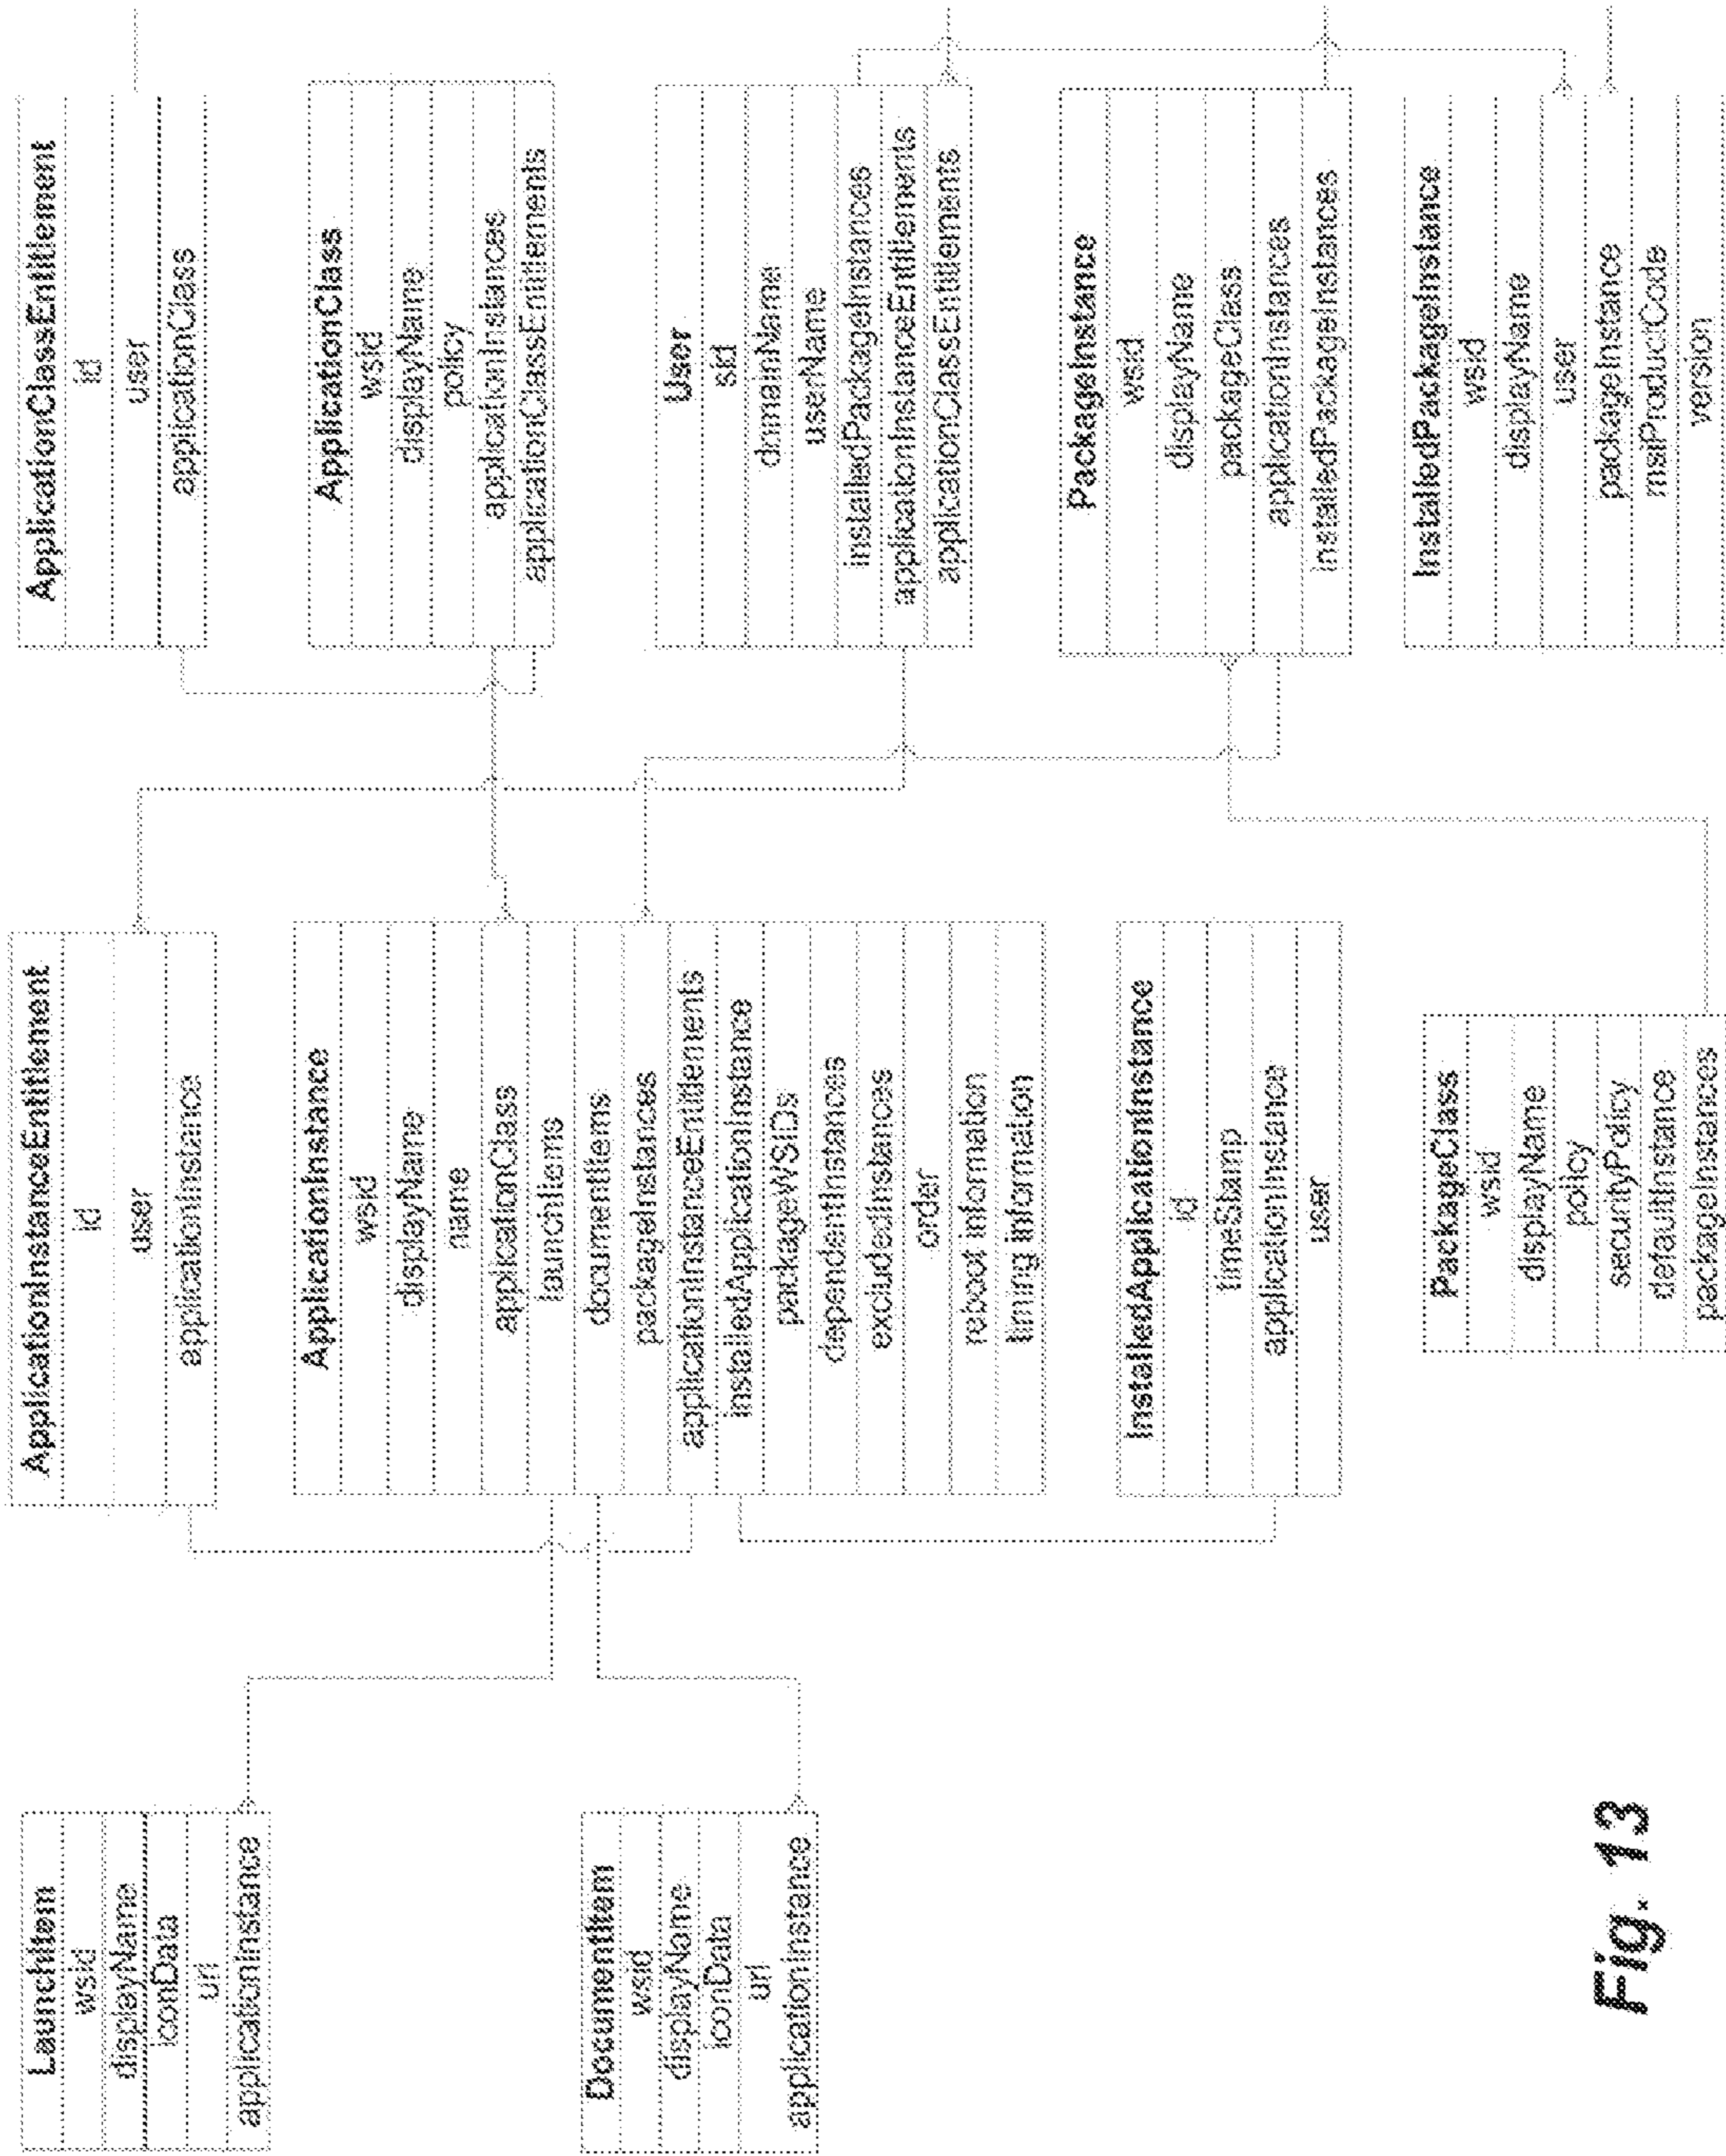 LaunchItem
wsid
displayName
iconData
url
applicationInstance
DocumentItem
wsid
displayName
iconData
url
applicationInstance
ApplicationInstanceEntitlement
id
user
applicationInstance
ApplicationInstance
wsid
displayName
name
applicationClass
launchItems
documentItems
packageInstances
applicationInstanceEntitlements
installedApplicationInstance
packageWSIDs
dependentInstances
excludedInstances
order
reboot information
timing information
InstalledApplicationInstance
id
timeStamp
applicationInstance
user
PackageClass
wsid
displayName
policy
securityPolicy
defaultInstance
packageInstances
ApplicationClassEntitlement
id
user
applicationClass
ApplicationClass
wsid
displayName
policy
applicationInstances
applicationClassEntitlements
User
sid
domainName
userName
installedPackageInstances
applicationInstanceEntitlements
applicationClassEntitlements
PackageInstance
wsid
displayName
packageClass
applicationInstances
installedPackageInstances
InstalledPackageInstance
wsid
displayName
user
packageInstance
msiProductCode
version
Fig. 13